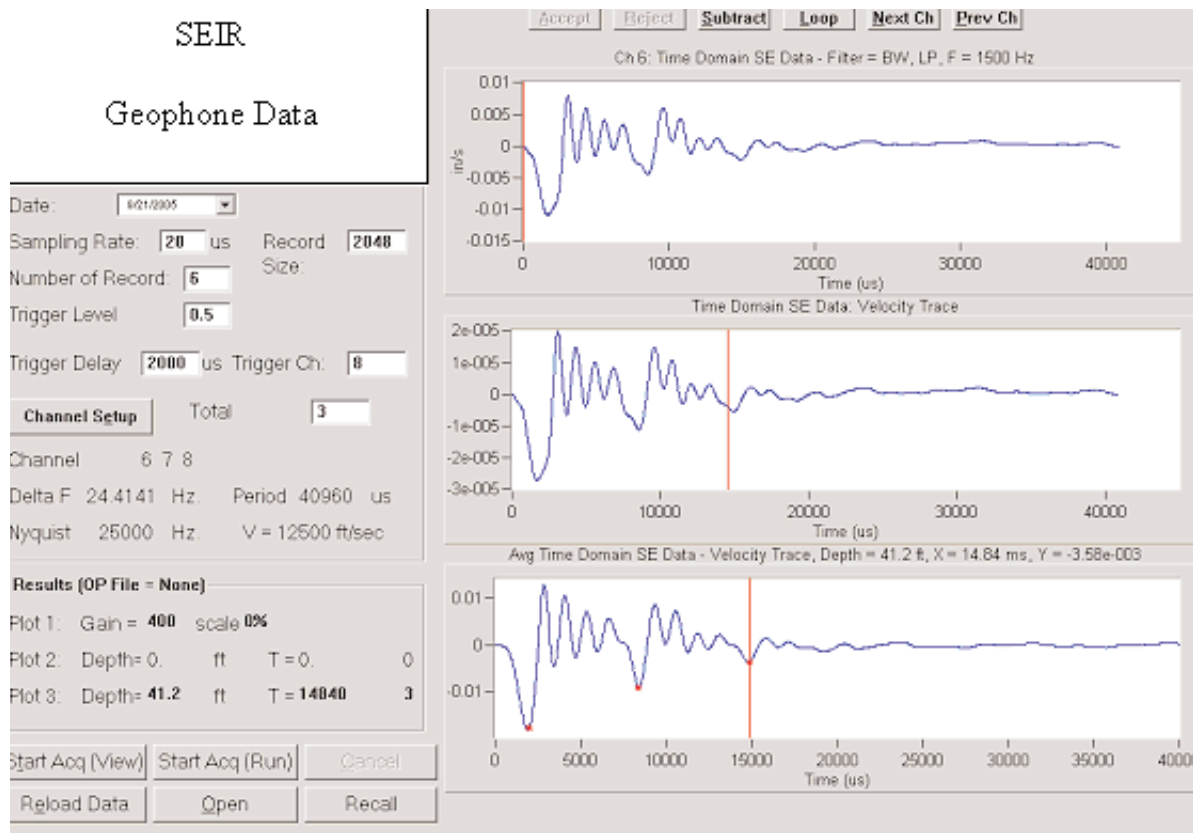 SEIR
Geophone Data
Accept Reject Subtract Loop Next Ch Prev Ch
Ch 6: Time Domain SE Data - Filter = BW, LP, F = 1500 Hz
0.01
0.005
0
-0.005
-0.01
-0.015
in/s
0 10000 20000 30000 40000
Time (us)
Time Domain SE Data: Velocity Trace
2e-005
1e-005
0
-1e-005
-2e-005
-3e-005
0 10000 20000 30000 40000
Time (us)
Avg Time Domain SE Data - Velocity Trace, Depth = 41.2 ft, X = 14.84 ms, Y = -3.58e-003
0.01
0
-0.01
0 5000 10000 15000 20000 25000 30000 35000 4000
Time (us)
Date: /21/2005
Sampling Rate: 20 us Record Size: 2048
Number of Record: 6
Trigger Level 0.5
Trigger Delay 2000 us Trigger Ch: 8
Channel Setup Total 3
Channel 6 7 8
Delta F 24.4141 Hz. Period 40960 us
Nyquist 25000 Hz. V = 12500 ft/sec
Results (OP File = None)
Plot 1: Gain = 400 scale 0%
Plot 2: Depth= 0. ft T = 0. 0
Plot 3: Depth= 41.2 ft T = 14840 3
Start Acq (View) Start Acq (Run) Cancel
Reload Data Open Recall